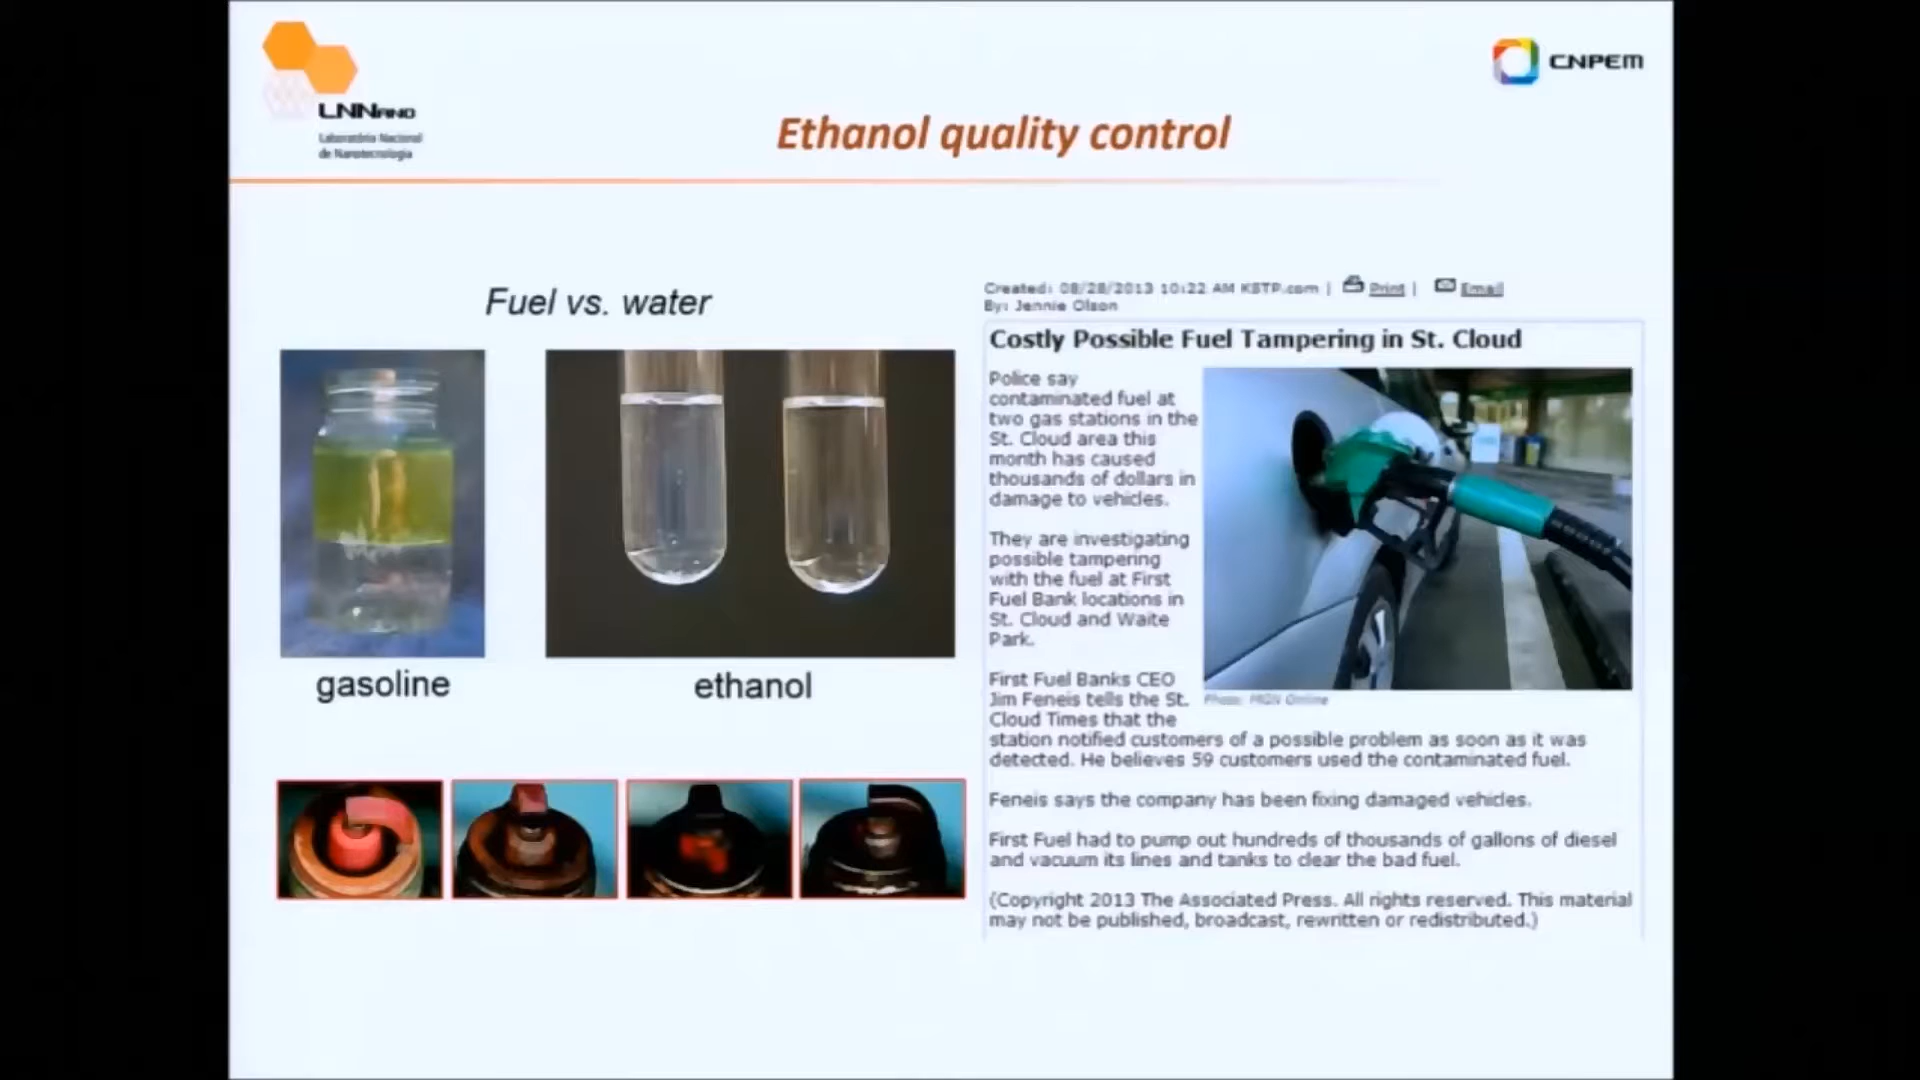 LNNano
Laboratório Nacional
de Nanotecnologia
CNPEM
Ethanol quality control
Fuel vs. water
gasoline
ethanol
Created: 08/28/2013 10:22 AM KSTP.com | Print | Email
By: Jennie Olson
Costly Possible Fuel Tampering in St. Cloud
Police say
contaminated fuel at
two gas stations in the
St. Cloud area this
month has caused
thousands of dollars in
damage to vehicles.
They are investigating
possible tampering
with the fuel at First
Fuel Bank locations in
St. Cloud and Waite
Park.
First Fuel Banks CEO
Jim Feneis tells the St.
Cloud Times that the
station notified customers of a possible problem as soon as it was
detected. He believes 59 customers used the contaminated fuel.
Photo: MGN Online
Feneis says the company has been fixing damaged vehicles.
First Fuel had to pump out hundreds of thousands of gallons of diesel
and vacuum its lines and tanks to clear the bad fuel.
(Copyright 2013 The Associated Press. All rights reserved. This material
may not be published, broadcast, rewritten or redistributed.)